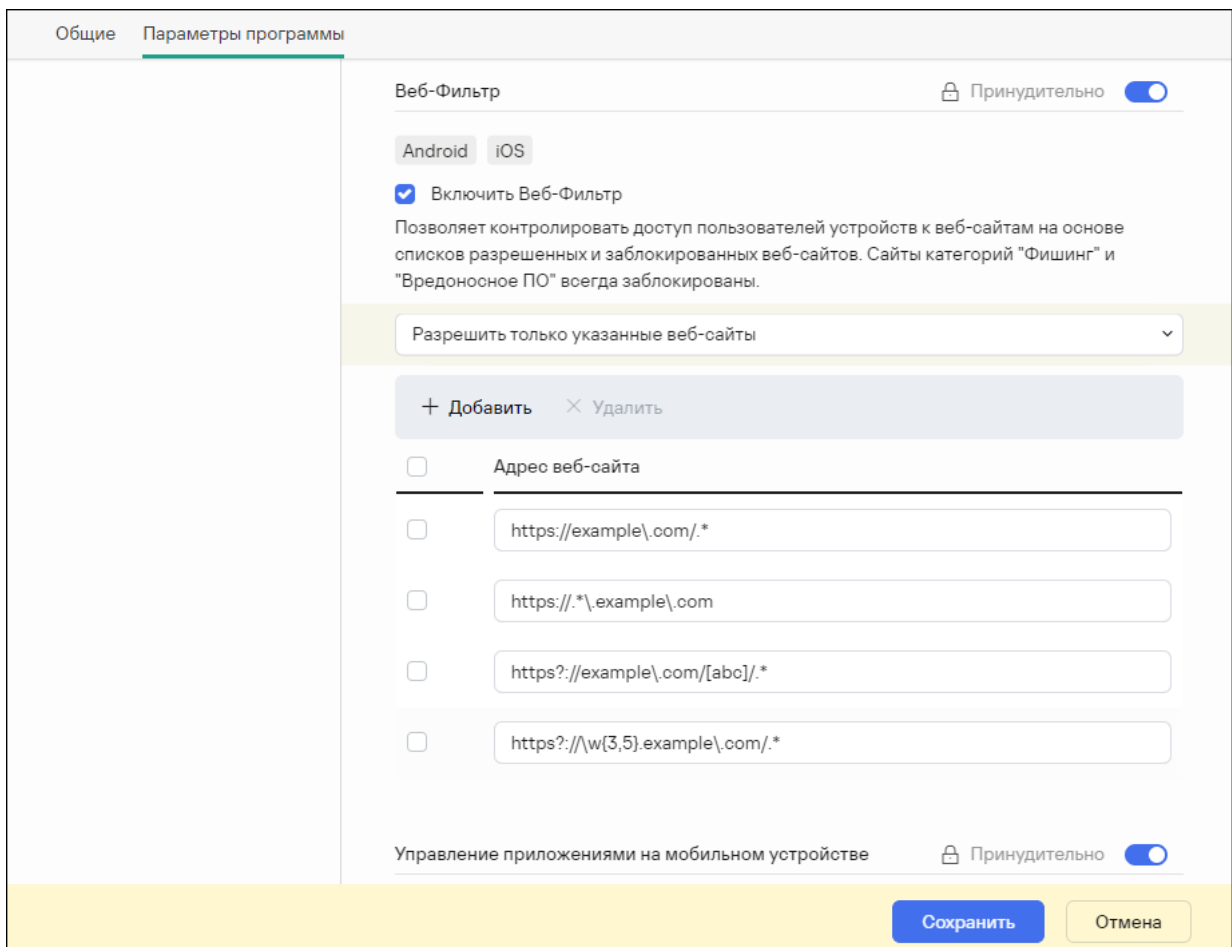 Общие Параметры программы
Веб-Фильтр Принудительно
Android iOS
Включить Веб-Фильтр
Позволяет контролировать доступ пользователей устройств к веб-сайтам на основе
списков разрешенных и заблокированных веб-сайтов. Сайты категорий "Фишинг" и
"Вредоносное ПО" всегда заблокированы.
Разрешить только указанные веб-сайты
+ Добавить × Удалить
Адрес веб-сайта
https://example\.com/.*
https://.*\.example\.com
https?://example\.com/[abc]/.*
https?://\w{3,5}.example\.com/.*
Управление приложениями на мобильном устройстве Принудительно
Сохранить Отмена